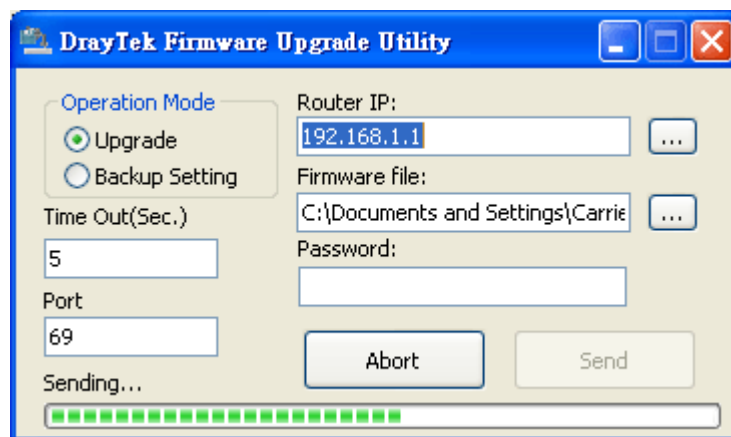 DrayTek Firmware Upgrade Utility
Operation Mode
Upgrade
Backup Setting
Time Out(Sec.)
5
Port
69
Router IP:
192.168.1.1
...
Firmware file:
C:\Documents and Settings\Carrie
...
Password:
Abort
Send
Sending...